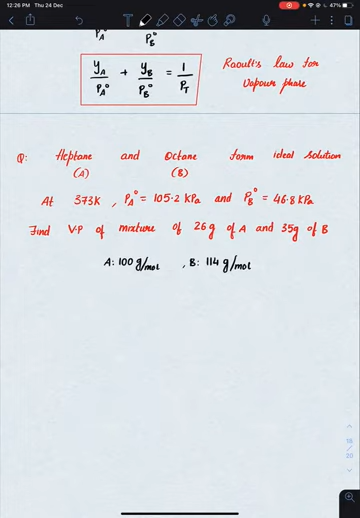 12:26 PM Thu 24 Dec
P_A° P_B°
y_A/P_A° + y_B/P_B° = 1/P_T
Raoult's law for
vapour phase
Q: Heptane and Octane form ideal solution
(A) (B)
At 373K, P_A° = 105.2 kPa and P_B° = 46.8 kPa
Find V.P of mixture of 26g of A and 35g of B
A: 100 g/mol , B: 114 g/mol
18
20